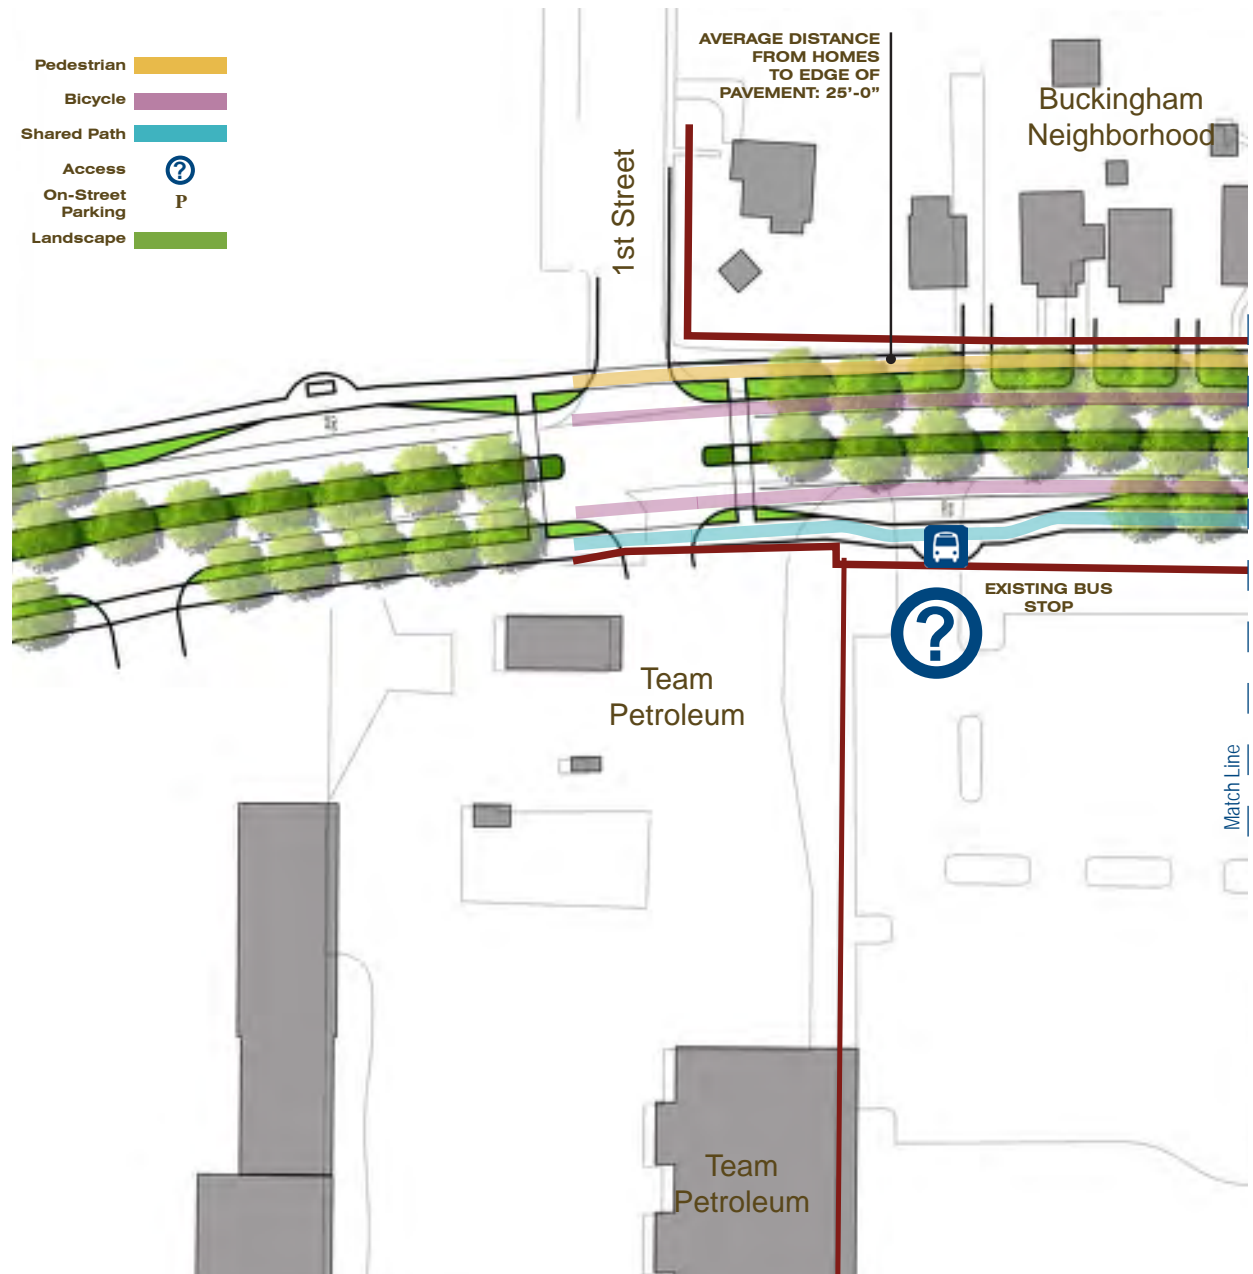 Pedestrian
Bicycle
Shared Path
Access
?
On-Street
Parking
P
Landscape
AVERAGE DISTANCE
FROM HOMES
TO EDGE OF
PAVEMENT: 25'-0”
Buckingham
Neighborhood
1st Street
EXISTING BUS
STOP
?
Team
Petroleum
Match Line
Team
Petroleum